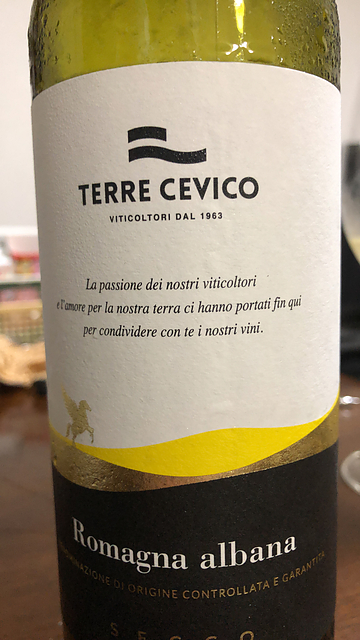 TERRE CEVICO
VITICOLTORI DAL 1963
La passione dei nostri viticoltori
e l'amore per la nostra terra ci hanno portati fin qui
per condividere con te i nostri vini.
Romagna albana
DENOMINAZIONE DI ORIGINE CONTROLLATA E GARANTITA
SECCO